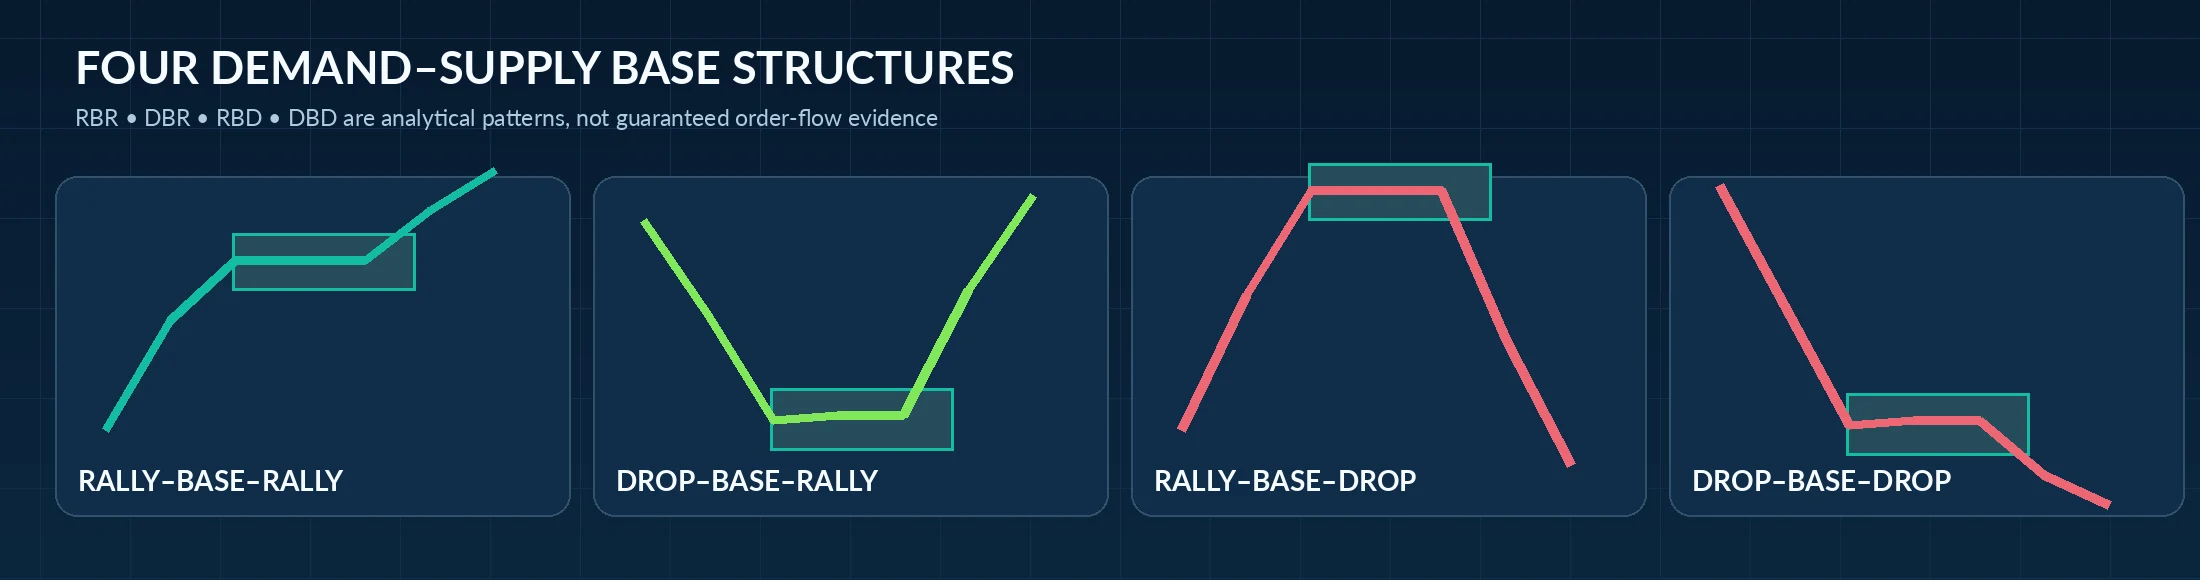 FOUR DEMAND–SUPPLY BASE STRUCTURES
RBR • DBR • RBD • DBD are analytical patterns, not guaranteed order-flow evidence
RALLY–BASE–RALLY
DROP–BASE–RALLY
RALLY–BASE–DROP
DROP–BASE–DROP